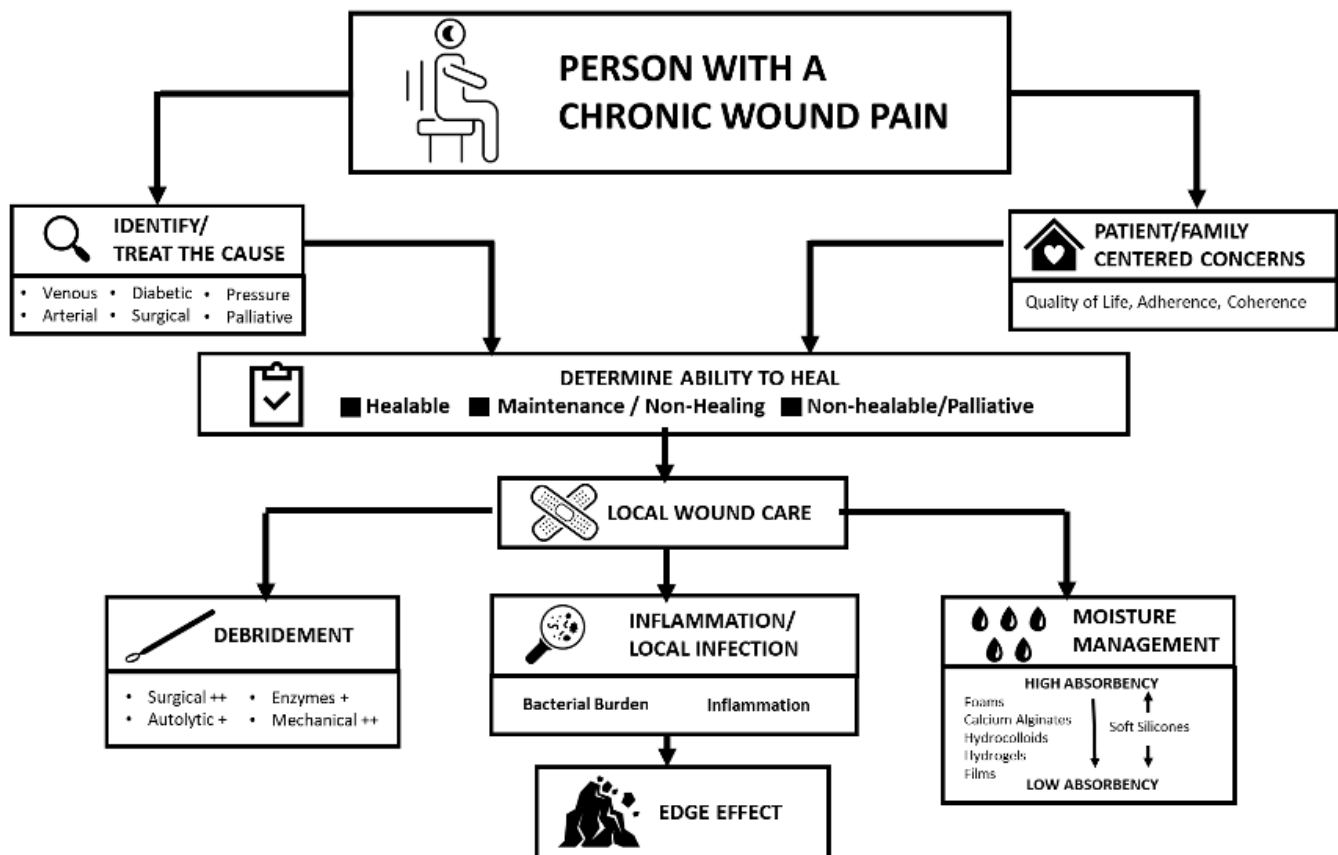 PERSON WITH A
CHRONIC WOUND PAIN
IDENTIFY/
TREAT THE CAUSE
• Venous • Diabetic • Pressure
• Arterial • Surgical • Palliative
PATIENT/FAMILY
CENTERED CONCERNS
Quality of Life, Adherence, Coherence
DETERMINE ABILITY TO HEAL
Healable Maintenance / Non-Healing Non-healable/Palliative
LOCAL WOUND CARE
DEBRIDEMENT
• Surgical ++ • Enzymes +
• Autolytic + • Mechanical ++
INFLAMMATION/
LOCAL INFECTION
Bacterial Burden Inflammation
MOISTURE
MANAGEMENT
HIGH ABSORBENCY
Foams
Calcium Alginates
Hydrocolloids
Hydrogels
Films
Soft Silicones
LOW ABSORBENCY
EDGE EFFECT